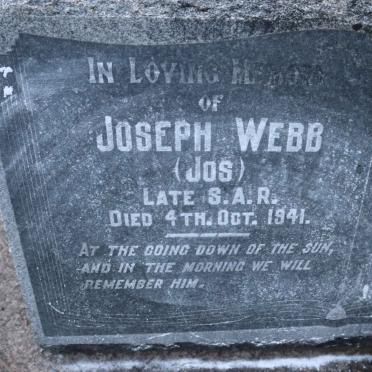 IN LOVING MEMORY
OF
JOSEPH WEBB
(JOS)
LATE S.A.R.
DIED 4TH. OCT. 1941.
AT THE GOING DOWN OF THE SUN,
AND IN THE MORNING WE WILL
REMEMBER HIM.